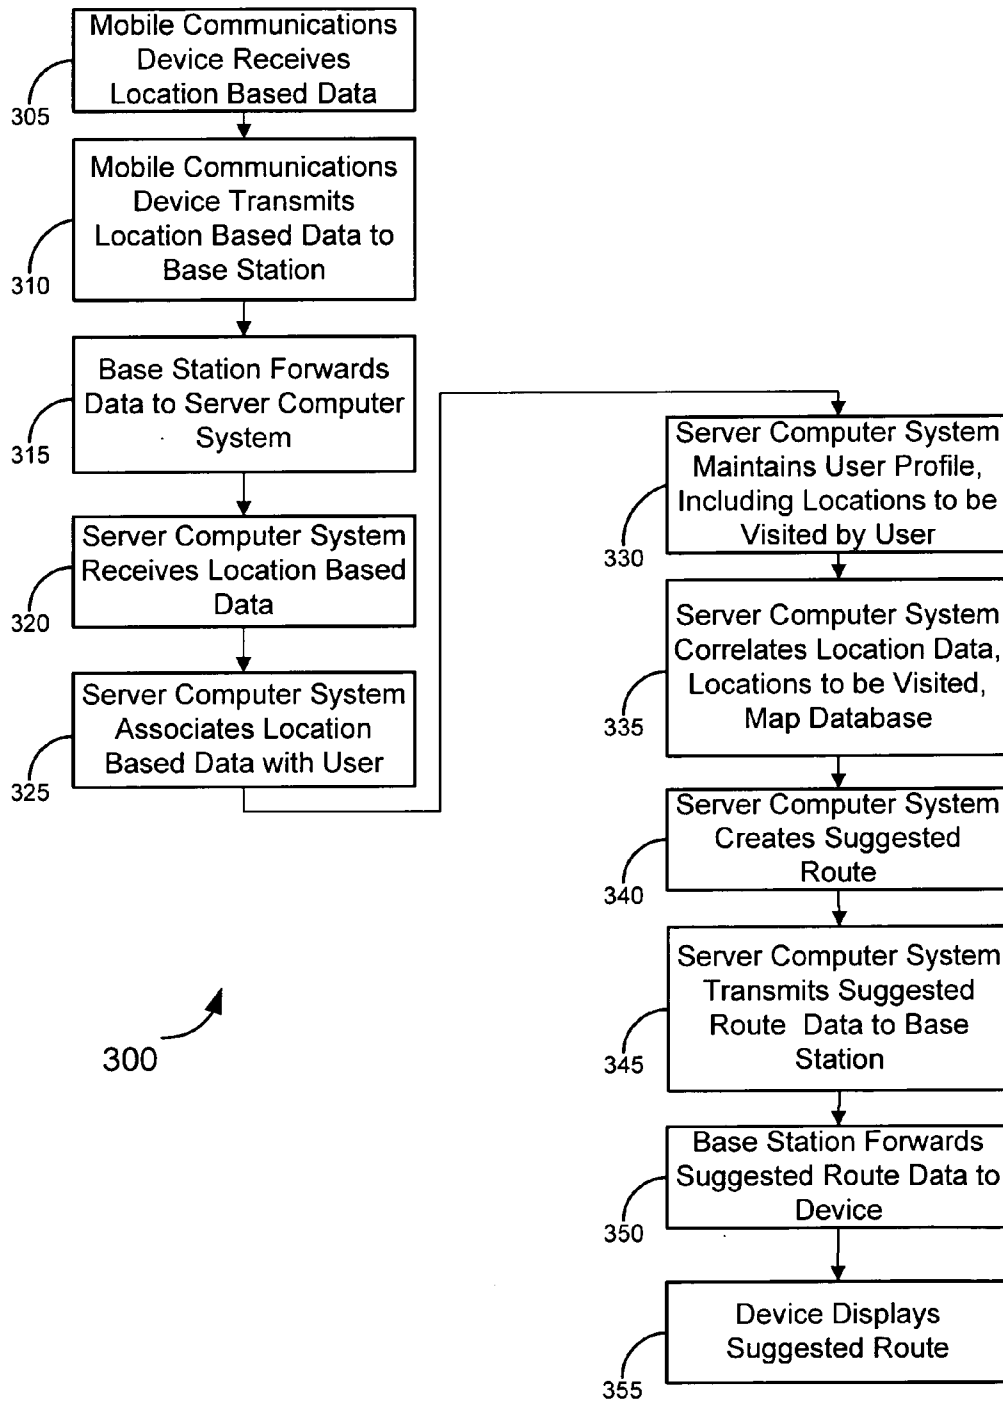 Mobile Communications
Device Receives
Location Based Data
305
Mobile Communications
Device Transmits
Location Based Data to
Base Station
310
Base Station Forwards
Data to Server Computer
System
315
Server Computer System
Receives Location Based
Data
320
Server Computer System
Associates Location
Based Data with User
325
Server Computer System
Maintains User Profile,
Including Locations to be
Visited by User
330
Server Computer System
Correlates Location Data,
Locations to be Visited,
Map Database
335
Server Computer System
Creates Suggested
Route
340
Server Computer System
Transmits Suggested
Route Data to Base
Station
345
Base Station Forwards
Suggested Route Data to
Device
350
Device Displays
Suggested Route
355
300